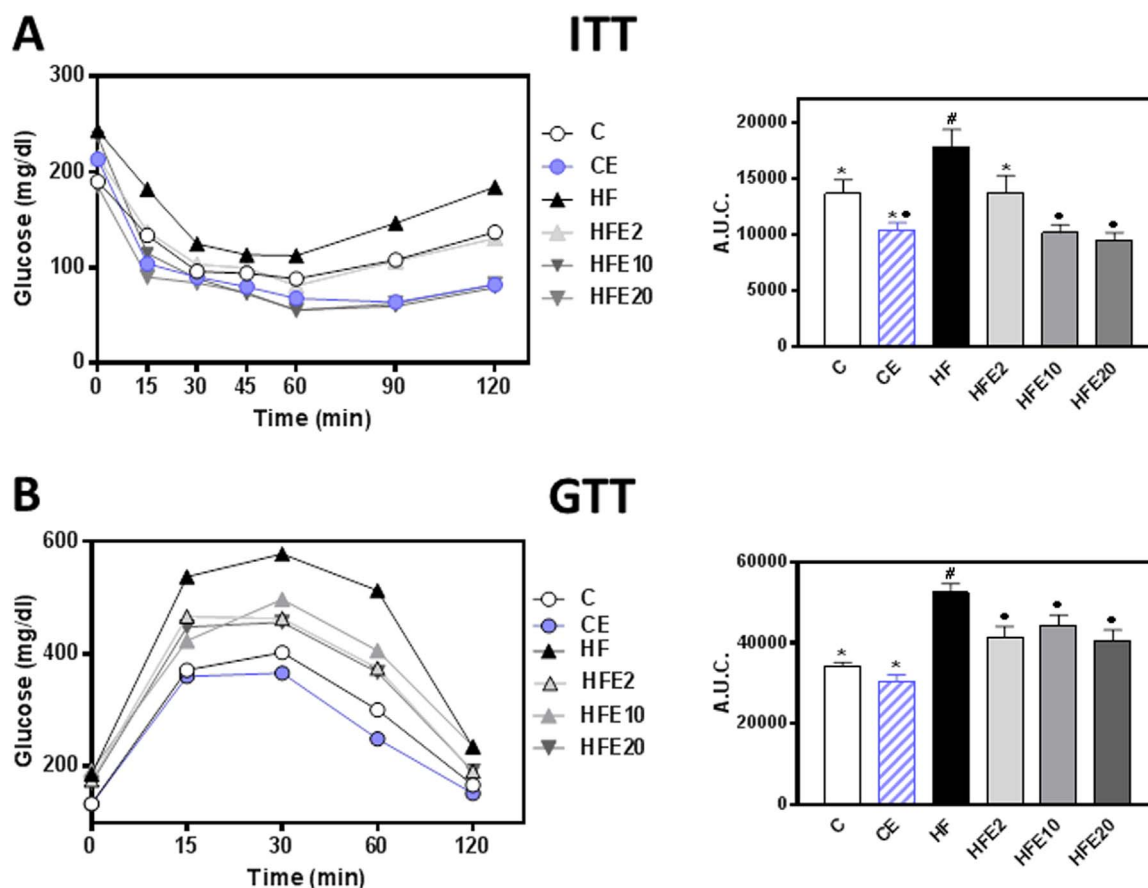 A
ITT
300
200
100
0
Glucose (mg/dl)
0 15 30 45 60 90 120
Time (min)
C
CE
HF
HFE2
HFE10
HFE20
20000
15000
10000
5000
0
A.U.C.
* * • # * • •
C CE HF HFE2 HFE10 HFE20
B
GTT
600
400
200
Glucose (mg/dl)
0 15 30 60 120
Time (min)
C
CE
HF
HFE2
HFE10
HFE20
60000
40000
20000
0
A.U.C.
* * # • • •
C CE HF HFE2 HFE10 HFE20